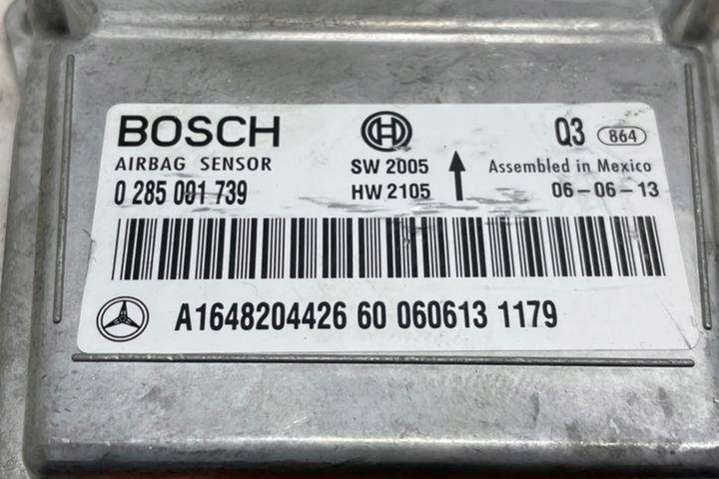 BOSCH Q3 864
AIRBAG SENSOR SW 2005 Assembled in Mexico
0 285 001 739 HW 2105 06-06-13
A1648204426 60 060613 1179